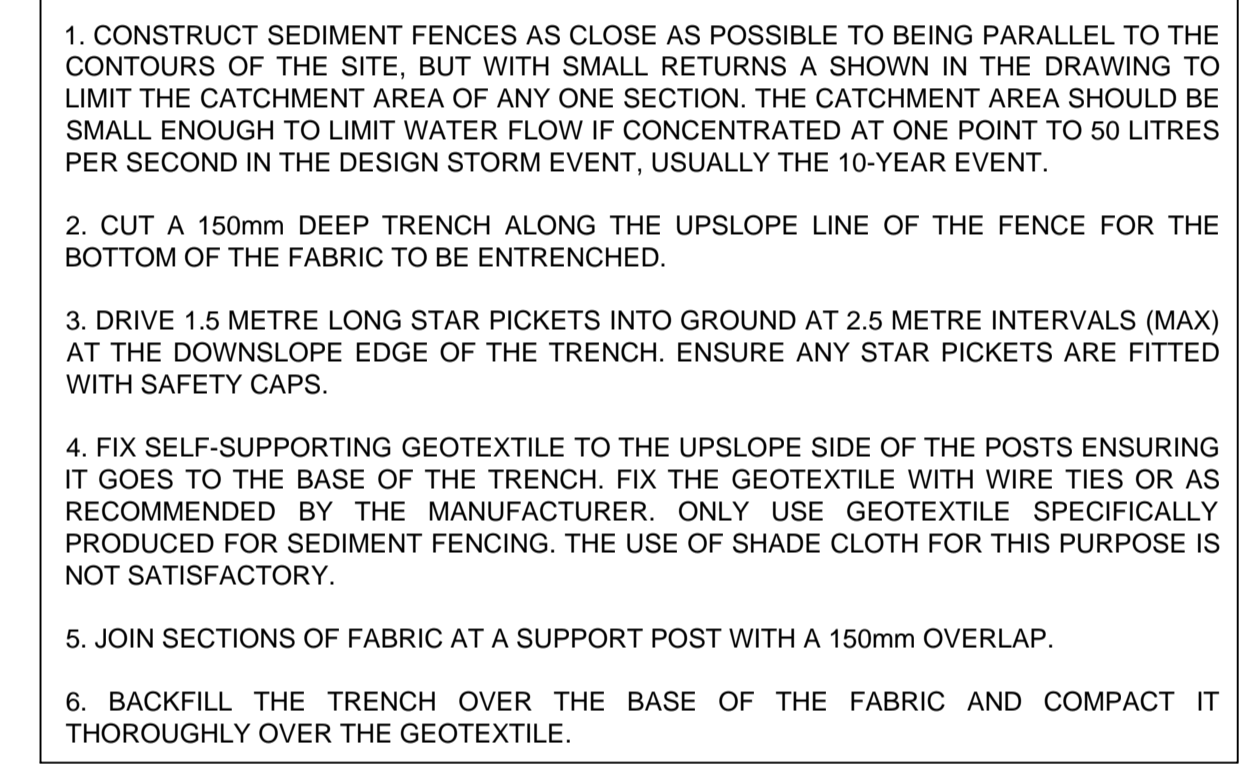 1. CONSTRUCT SEDIMENT FENCES AS CLOSE AS POSSIBLE TO BEING PARALLEL TO THE
CONTOURS OF THE SITE, BUT WITH SMALL RETURNS A SHOWN IN THE DRAWING TO
LIMIT THE CATCHMENT AREA OF ANY ONE SECTION. THE CATCHMENT AREA SHOULD BE
SMALL ENOUGH TO LIMIT WATER FLOW IF CONCENTRATED AT ONE POINT TO 50 LITRES
PER SECOND IN THE DESIGN STORM EVENT, USUALLY THE 10-YEAR EVENT.
2. CUT A 150mm DEEP TRENCH ALONG THE UPSLOPE LINE OF THE FENCE FOR THE
BOTTOM OF THE FABRIC TO BE ENTRENCHED.
3. DRIVE 1.5 METRE LONG STAR PICKETS INTO GROUND AT 2.5 METRE INTERVALS (MAX)
AT THE DOWNSLOPE EDGE OF THE TRENCH. ENSURE ANY STAR PICKETS ARE FITTED
WITH SAFETY CAPS.
4. FIX SELF-SUPPORTING GEOTEXTILE TO THE UPSLOPE SIDE OF THE POSTS ENSURING
IT GOES TO THE BASE OF THE TRENCH. FIX THE GEOTEXTILE WITH WIRE TIES OR AS
RECOMMENDED BY THE MANUFACTURER. ONLY USE GEOTEXTILE SPECIFICALLY
PRODUCED FOR SEDIMENT FENCING. THE USE OF SHADE CLOTH FOR THIS PURPOSE IS
NOT SATISFACTORY.
5. JOIN SECTIONS OF FABRIC AT A SUPPORT POST WITH A 150mm OVERLAP.
6. BACKFILL THE TRENCH OVER THE BASE OF THE FABRIC AND COMPACT IT
THOROUGHLY OVER THE GEOTEXTILE.